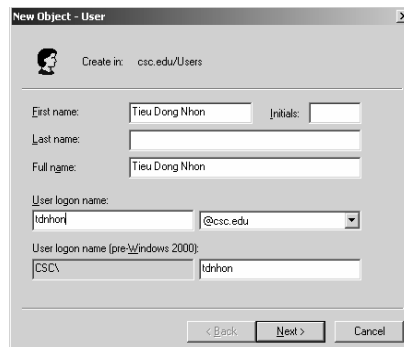 New Object - User
Create in: csc.edu/Users
First name: Tieu Dong Nhon Initials:
Last name:
Full name: Tieu Dong Nhon
User logon name:
tdnhon @csc.edu
User logon name (pre-Windows 2000):
CSC\ tdnhon
< Back Next > Cancel